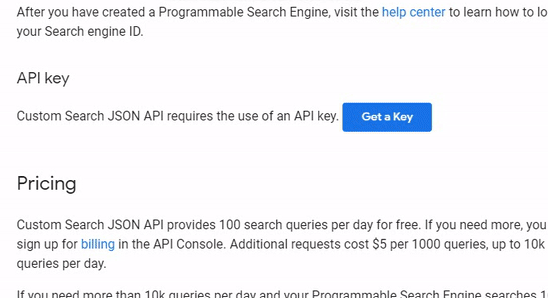 After you have created a Programmable Search Engine, visit the help center to learn how to lo
your Search engine ID.
API key
Custom Search JSON API requires the use of an API key. Get a Key
Pricing
Custom Search JSON API provides 100 search queries per day for free. If you need more, you
sign up for billing in the API Console. Additional requests cost $5 per 1000 queries, up to 10k
queries per day.
If you need more than 10k queries per day and your Programmable Search Engine searches 1